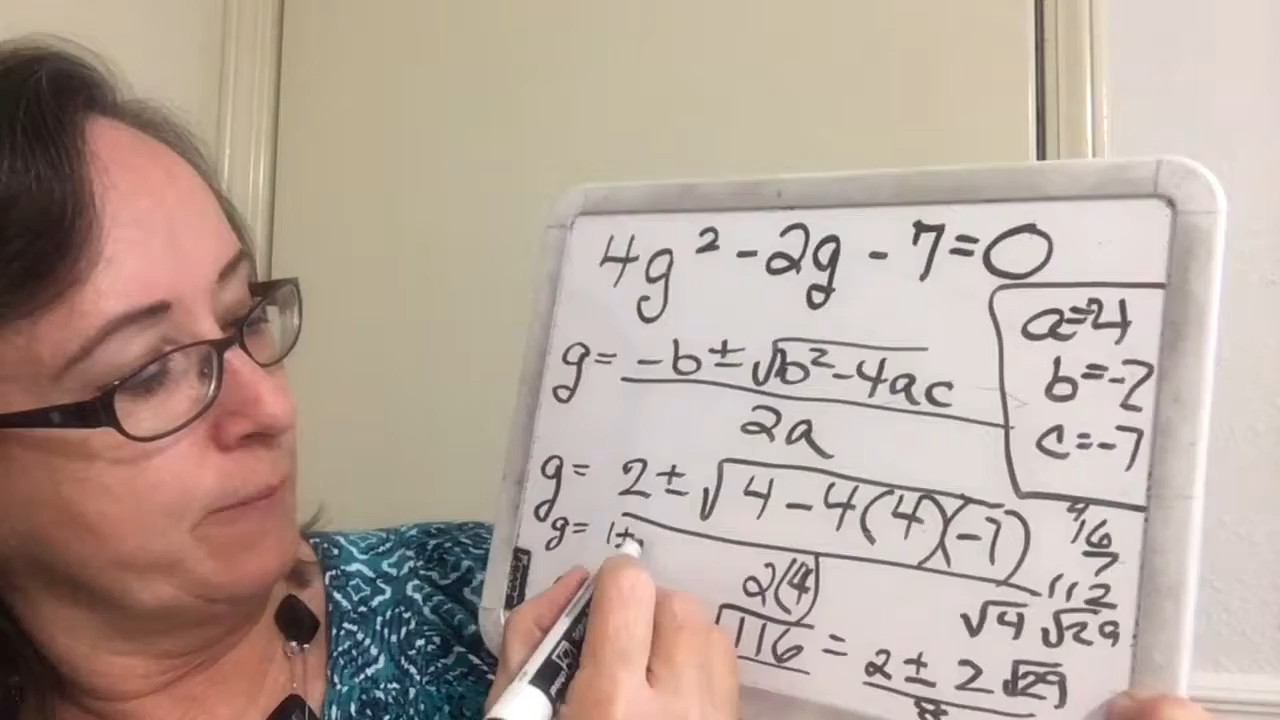 4g² - 2g - 7 = 0
a = 4
b = -2
c = -7
g = -b ± √b² - 4ac
2a
g = 2 ± √4 - 4(4)(-7)
2(4)
16
7
112
√4 √29
g = 1 ±
√116 = 2 ± 2√29
8